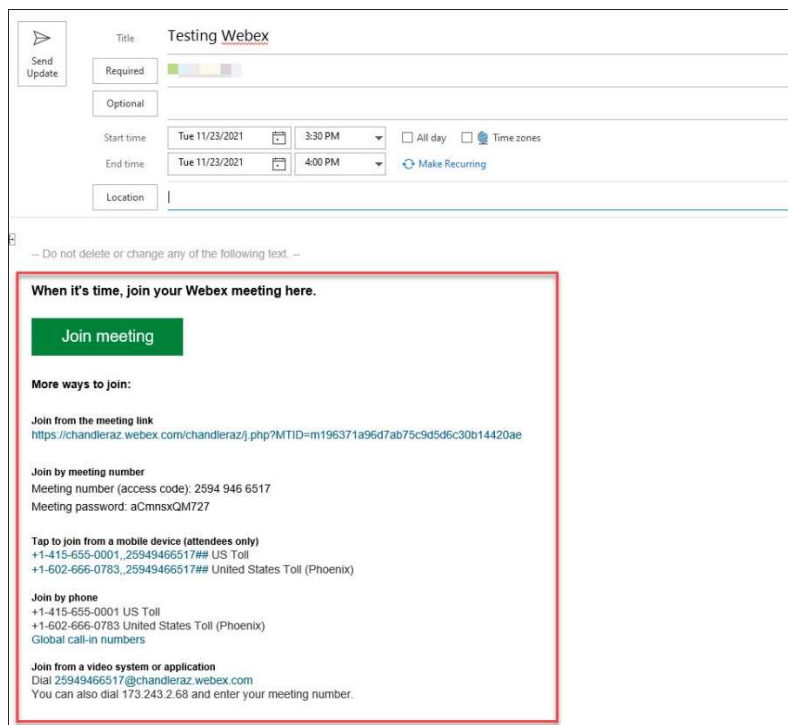 Title Testing Webex
Send
Update
Required
Optional
Start time Tue 11/23/2021 3:30 PM All day Time zones
End time Tue 11/23/2021 4:00 PM Make Recurring
Location
-- Do not delete or change any of the following text. --
When it's time, join your Webex meeting here.
Join meeting
More ways to join:
Join from the meeting link
https://chandleraz.webex.com/chandleraz/j.php?MTID=m196371a96d7ab75c9d5d6c30b14420ae
Join by meeting number
Meeting number (access code): 2594 946 6517
Meeting password: aCmnsxQM727
Tap to join from a mobile device (attendees only)
+1-415-655-0001,,25949466517## US Toll
+1-602-666-0783,,25949466517## United States Toll (Phoenix)
Join by phone
+1-415-655-0001 US Toll
+1-602-666-0783 United States Toll (Phoenix)
Global call-in numbers
Join from a video system or application
Dial 25949466517@chandleraz.webex.com
You can also dial 173.243.2.68 and enter your meeting number.